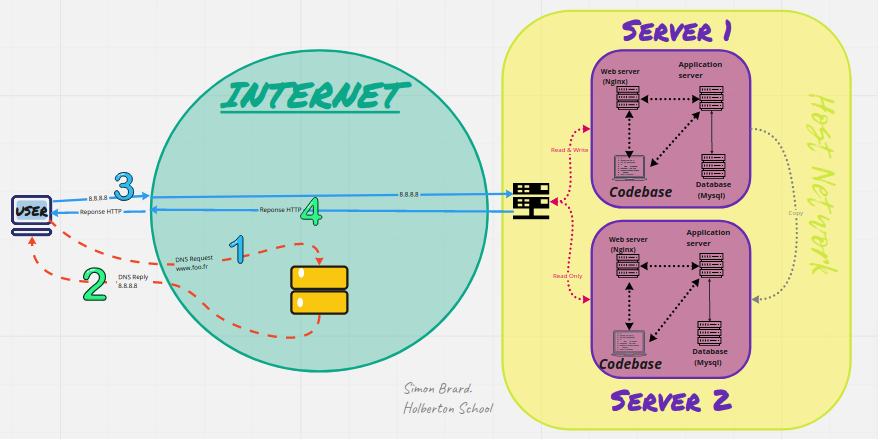 SERVER 1
Web server
(Nginx)
Application
server
Codebase
Database
(Mysql)
Read & Write
Host Network
INTERNET
3
8.8.8.8
8.8.8.8
USER
Reponse HTTP
Reponse HTTP
4
1
DNS Request
www.foo.fr
2
DNS Reply
8.8.8.8
Copy
Read Only
Web server
(Nginx)
Application
server
Codebase
Database
(Mysql)
SERVER 2
Simon Brard.
Holberton School